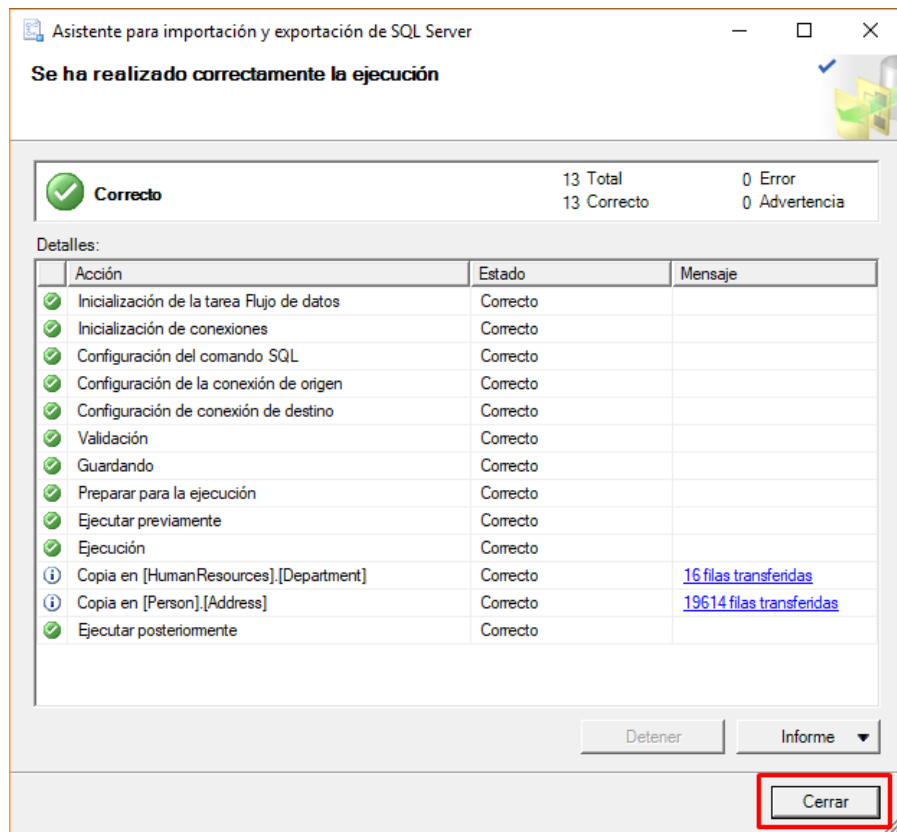 Asistente para importación y exportación de SQL Server
Se ha realizado correctamente la ejecución
Correcto
13 Total
0 Error
13 Correcto
0 Advertencia
Detalles:
Acción Estado Mensaje
Inicialización de la tarea Flujo de datos Correcto
Inicialización de conexiones Correcto
Configuración del comando SQL Correcto
Configuración de la conexión de origen Correcto
Configuración de conexión de destino Correcto
Validación Correcto
Guardando Correcto
Preparar para la ejecución Correcto
Ejecutar previamente Correcto
Ejecución Correcto
Copia en [HumanResources].[Department] Correcto 16 filas transferidas
Copia en [Person].[Address] Correcto 19614 filas transferidas
Ejecutar posteriormente Correcto
Detener Informe
Cerrar